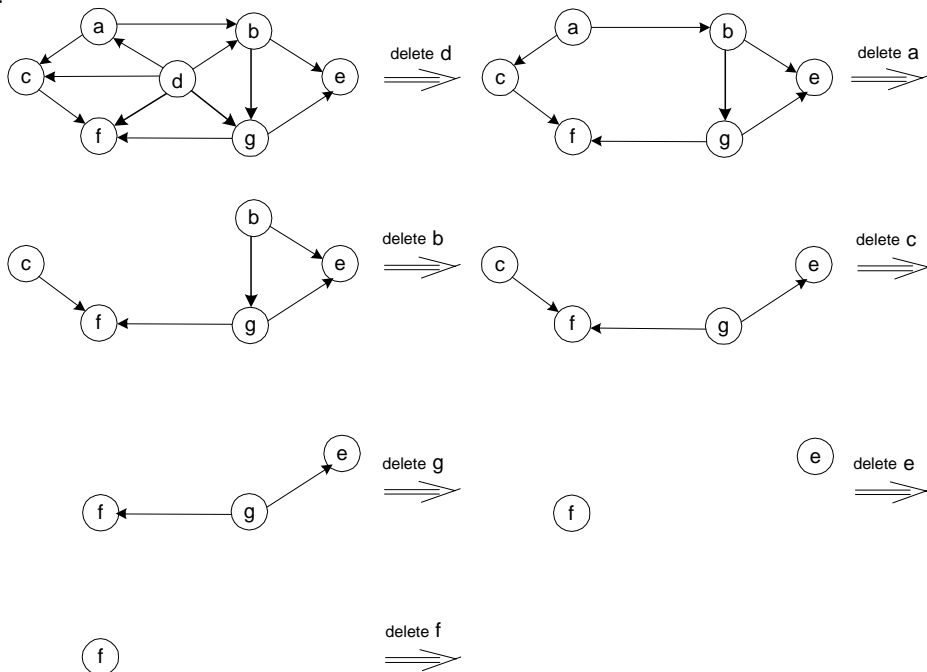 a b
c d e
f g
delete d
a b
c e
f g
delete a
b
c e
f g
delete b
c e
f g
delete c
e
f g
delete g
e
f
delete e
f
delete f